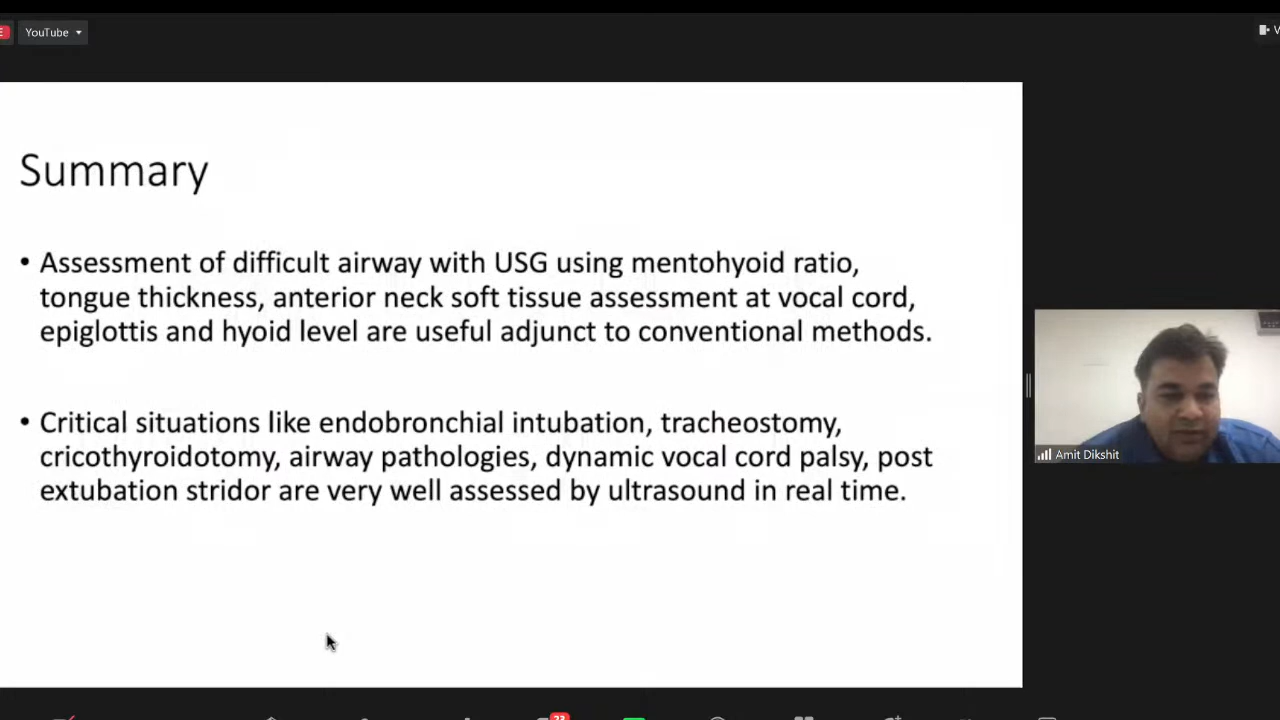 E
YouTube
V
Summary
• Assessment of difficult airway with USG using mentohyoid ratio,
tongue thickness, anterior neck soft tissue assessment at vocal cord,
epiglottis and hyoid level are useful adjunct to conventional methods.
• Critical situations like endobronchial intubation, tracheostomy,
cricothyroidotomy, airway pathologies, dynamic vocal cord palsy, post
extubation stridor are very well assessed by ultrasound in real time.
Amit Dikshit
23